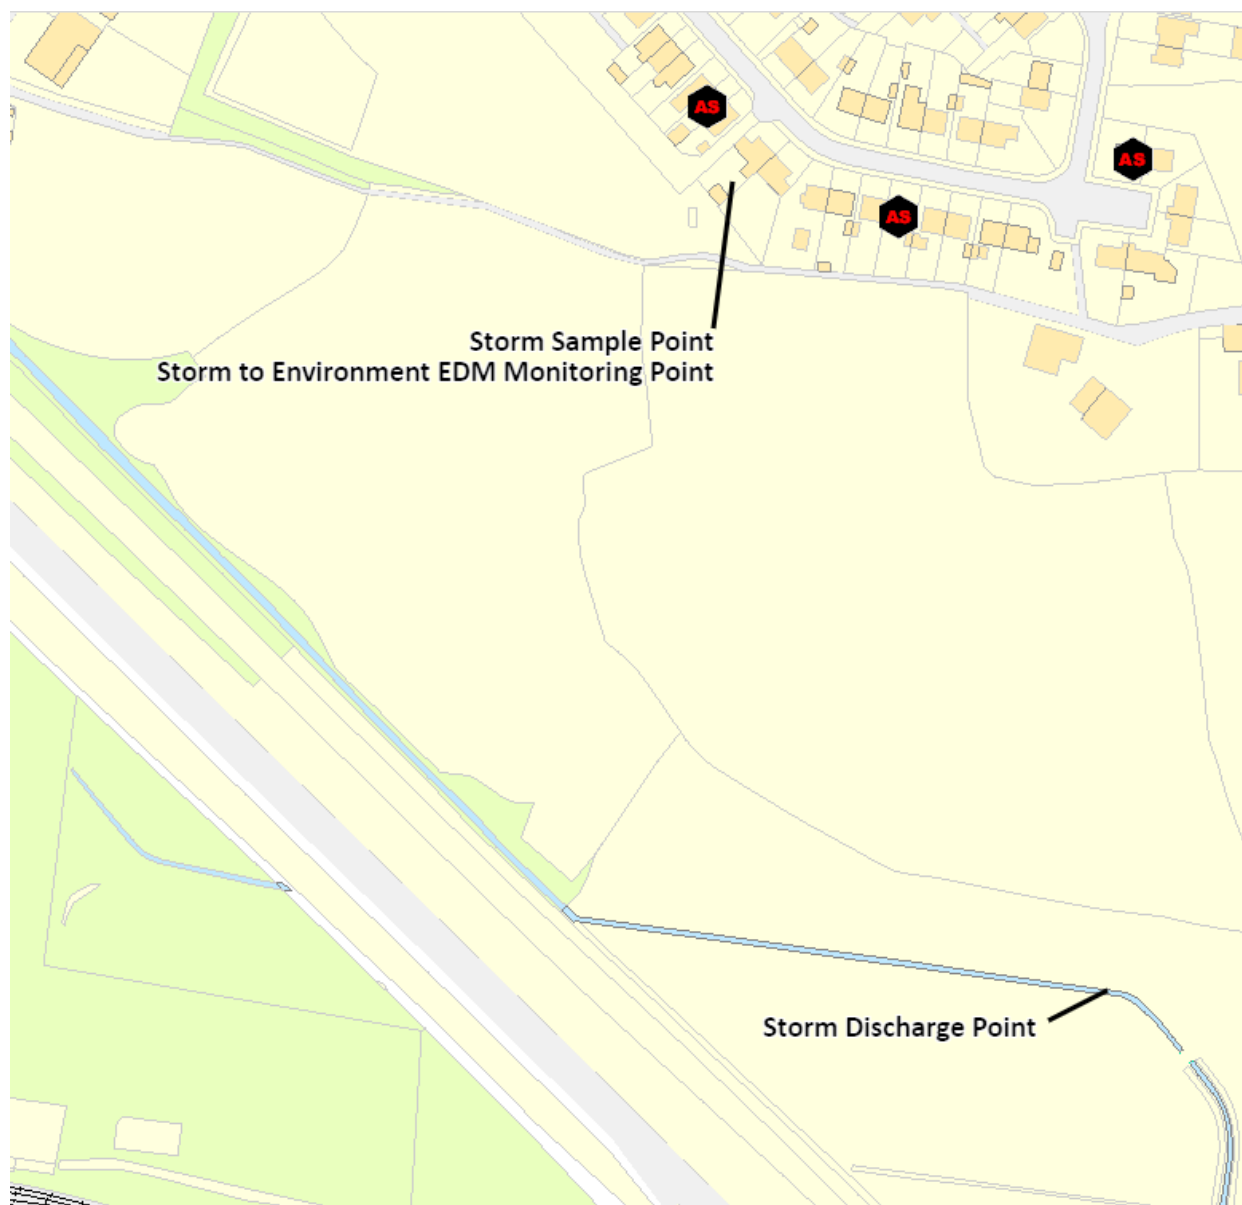 AS
AS
AS
Storm Sample Point
Storm to Environment EDM Monitoring Point
Storm Discharge Point